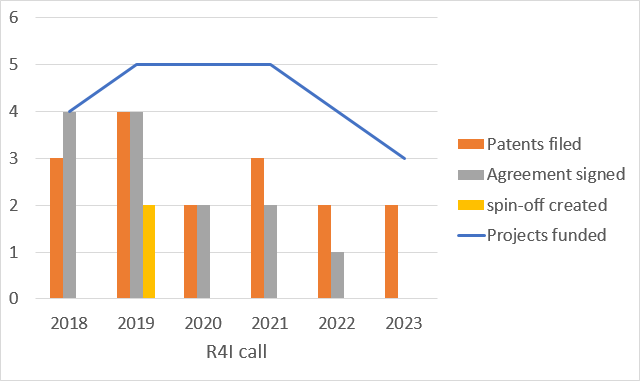 6
5
4
3
2
1
0
2018 2019 2020 2021 2022 2023
R4I call
Patents filed
Agreement signed
spin-off created
Projects funded